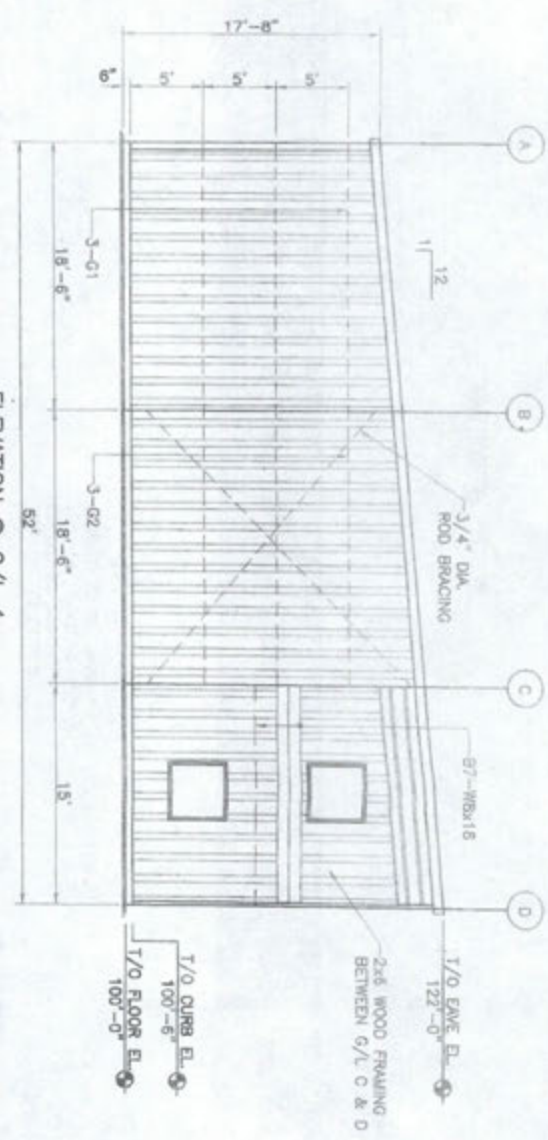 A
B
C
D
17'-8"
6"
5'
5'
5'
1
12
3/4" DIA.
ROD BRACING
B7-W8x18
T/O EAVE EL.
122'-0"
2x6 WOOD FRAMING
BETWEEN G/L C & D
T/O CURB EL.
100'-6"
T/O FLOOR EL.
100'-0"
3-G1
3-G2
18'-6"
18'-6"
15'
52'